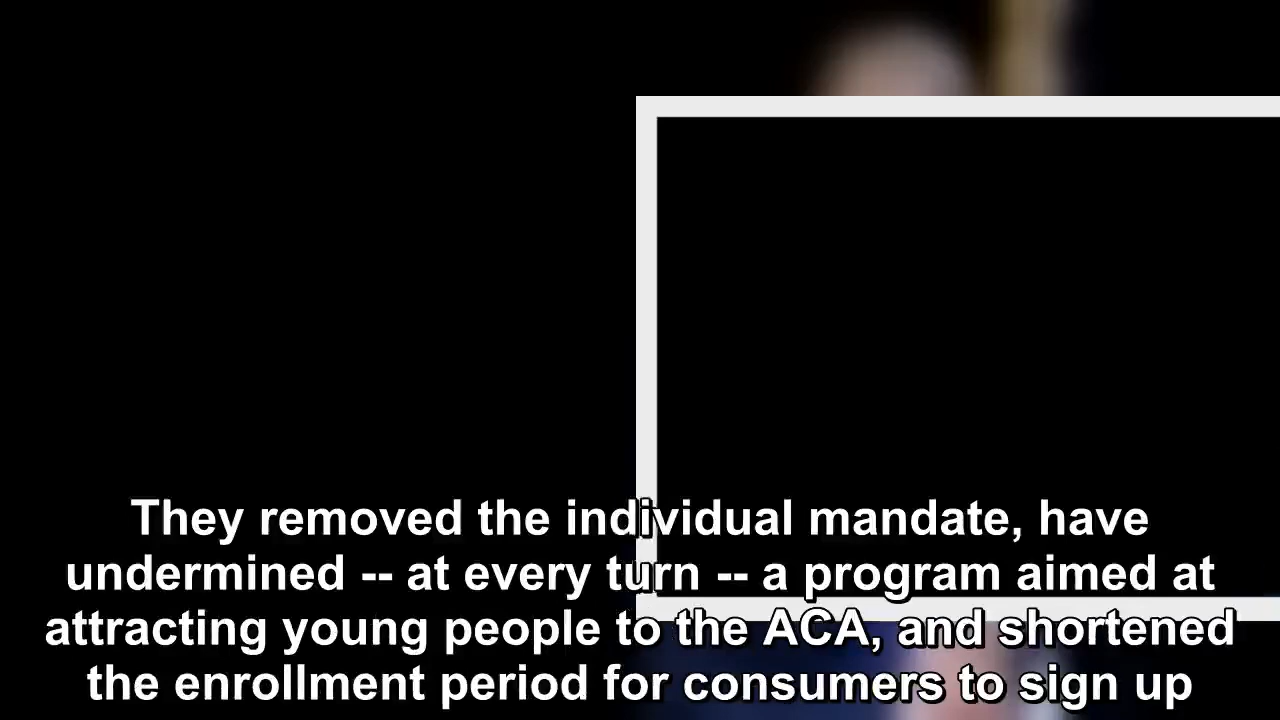 They removed the individual mandate, have
undermined -- at every turn -- a program aimed at
attracting young people to the ACA, and shortened
the enrollment period for consumers to sign up